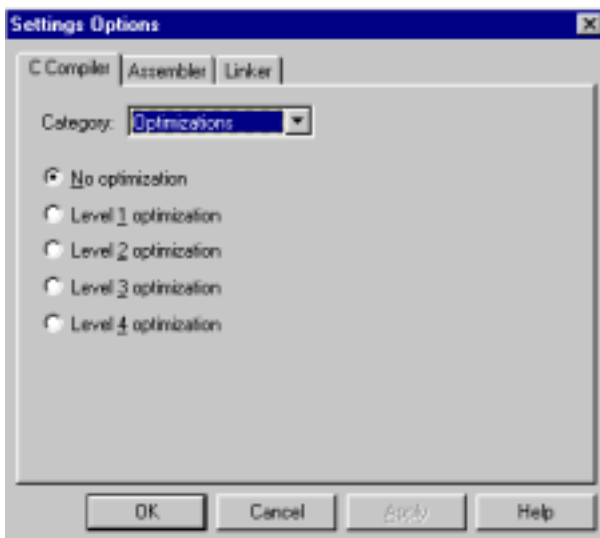 Settings Options
C Compiler Assembler Linker
Category: Optimizations
No optimization
Level 1 optimization
Level 2 optimization
Level 3 optimization
Level 4 optimization
OK Cancel Apply Help